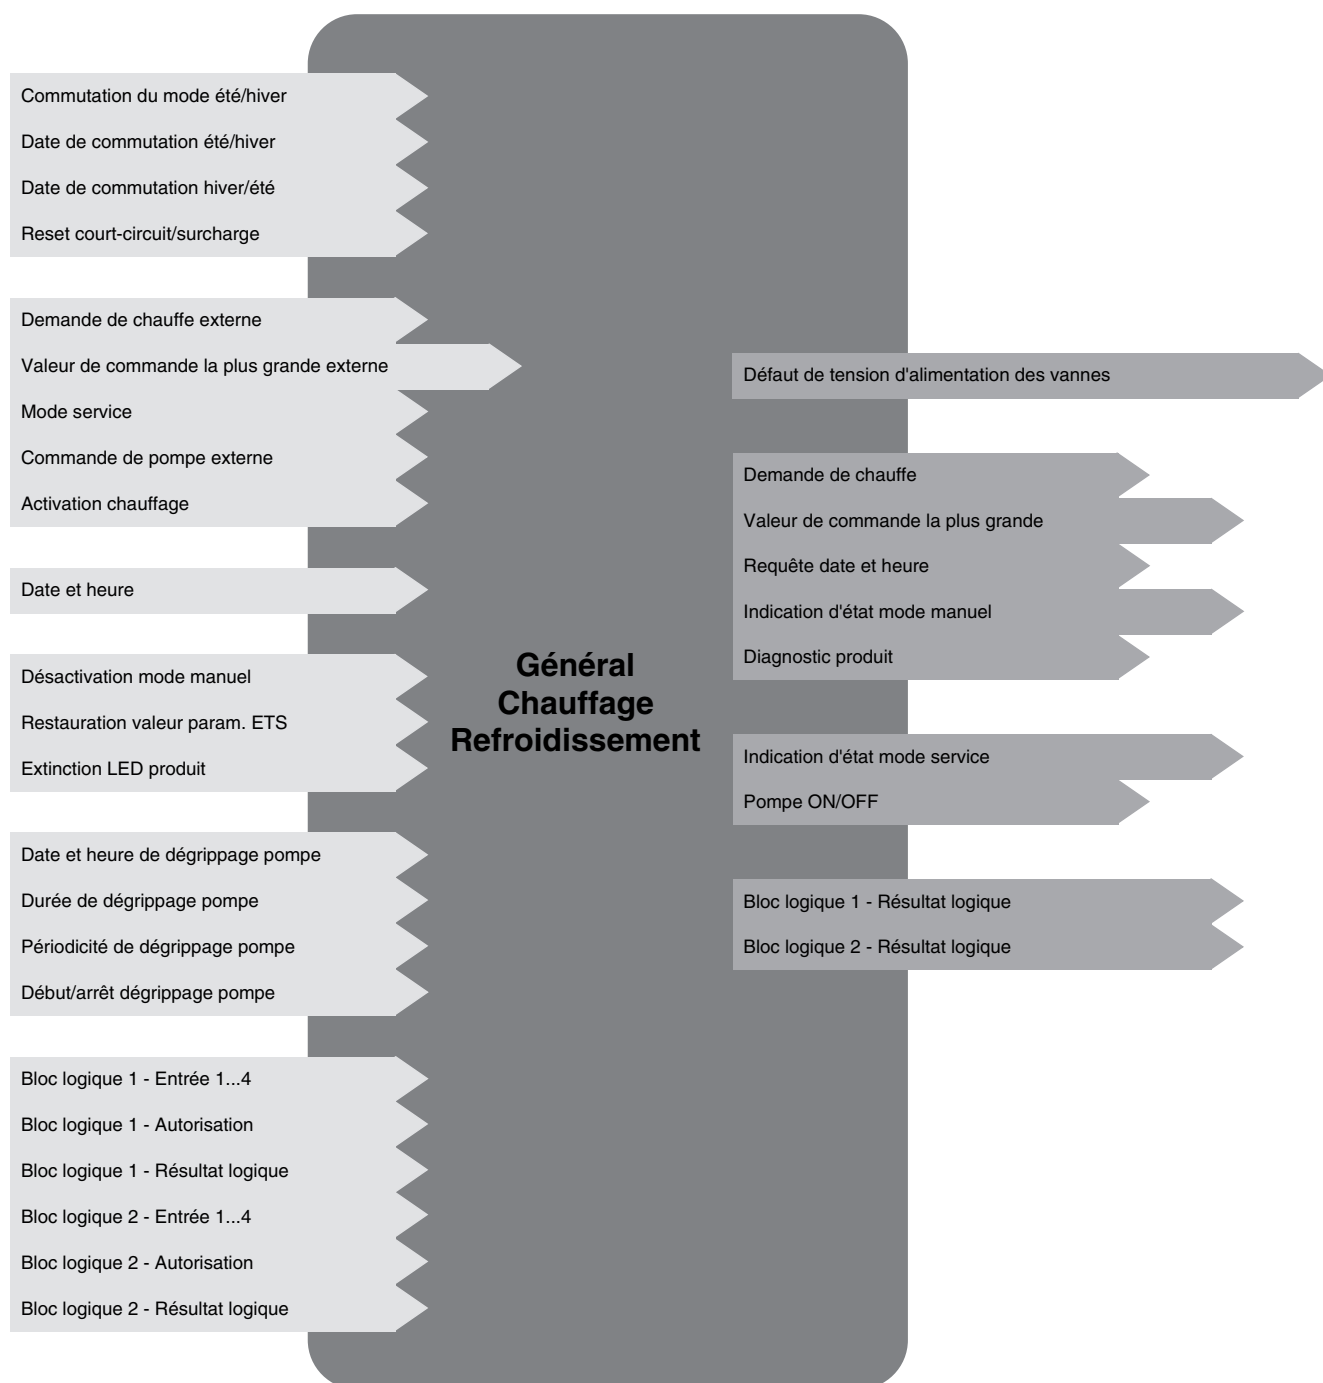 Commutation du mode été/hiver
Date de commutation été/hiver
Date de commutation hiver/été
Reset court-circuit/surcharge
Demande de chauffe externe
Valeur de commande la plus grande externe
Mode service
Commande de pompe externe
Activation chauffage
Date et heure
Désactivation mode manuel
Restauration valeur param. ETS
Extinction LED produit
Date et heure de dégrippage pompe
Durée de dégrippage pompe
Périodicité de dégrippage pompe
Début/arrêt dégrippage pompe
Bloc logique 1 - Entrée 1...4
Bloc logique 1 - Autorisation
Bloc logique 1 - Résultat logique
Bloc logique 2 - Entrée 1...4
Bloc logique 2 - Autorisation
Bloc logique 2 - Résultat logique
Général
Chauffage
Refroidissement
Défaut de tension d'alimentation des vannes
Demande de chauffe
Valeur de commande la plus grande
Requête date et heure
Indication d'état mode manuel
Diagnostic produit
Indication d'état mode service
Pompe ON/OFF
Bloc logique 1 - Résultat logique
Bloc logique 2 - Résultat logique